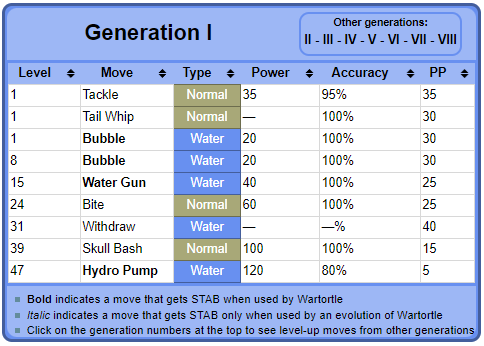 Generation I
Other generations:
II - III - IV - V - VI - VII - VIII
Level Move Type Power Accuracy PP
1 Tackle Normal 35 95% 35
1 Tail Whip Normal — 100% 30
1 Bubble Water 20 100% 30
8 Bubble Water 20 100% 30
15 Water Gun Water 40 100% 25
24 Bite Normal 60 100% 25
31 Withdraw Water — —% 40
39 Skull Bash Normal 100 100% 15
47 Hydro Pump Water 120 80% 5
Bold indicates a move that gets STAB when used by Wartortle
Italic indicates a move that gets STAB only when used by an evolution of Wartortle
Click on the generation numbers at the top to see level-up moves from other generations